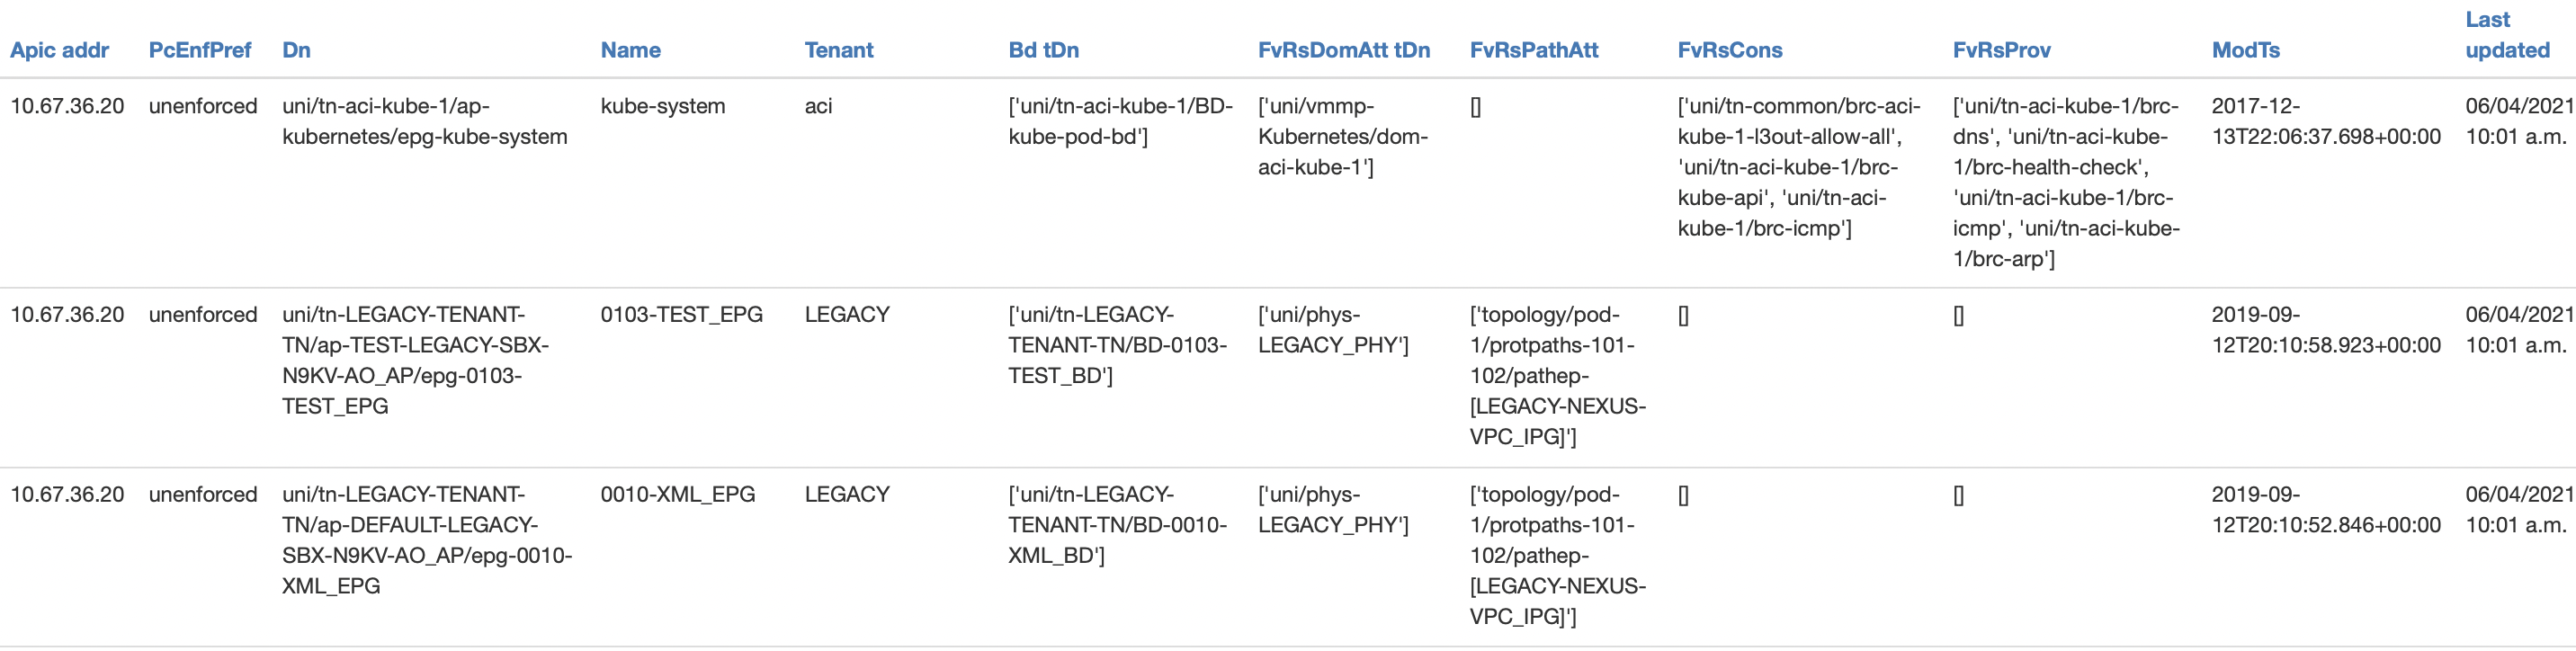 Apic addr PcEnfPref Dn Name Tenant Bd tDn FvRsDomAtt tDn FvRsPathAtt FvRsCons FvRsProv ModTs Last updated
10.67.36.20
unenforced
uni/tn-aci-kube-1/ap-
kubernetes/epg-kube-system
kube-system
aci
['uni/tn-aci-kube-1/BD-
kube-pod-bd']
['uni/vmmp-
Kubernetes/dom-
aci-kube-1']
[]
['uni/tn-common/brc-aci-
kube-1-l3out-allow-all',
'uni/tn-aci-kube-1/brc-
kube-api', 'uni/tn-aci-
kube-1/brc-icmp']
['uni/tn-aci-kube-1/brc-
dns', 'uni/tn-aci-kube-
1/brc-health-check',
'uni/tn-aci-kube-1/brc-
icmp', 'uni/tn-aci-kube-
1/brc-arp']
2017-12-
13T22:06:37.698+00:00
06/04/2021
10:01 a.m.
10.67.36.20
unenforced
uni/tn-LEGACY-TENANT-
TN/ap-TEST-LEGACY-SBX-
N9KV-AO_AP/epg-0103-
TEST_EPG
0103-TEST_EPG
LEGACY
['uni/tn-LEGACY-
TENANT-TN/BD-0103-
TEST_BD']
['uni/phys-
LEGACY_PHY']
['topology/pod-
1/protpaths-101-
102/pathep-
[LEGACY-NEXUS-
VPC_IPG]']
[]
[]
2019-09-
12T20:10:58.923+00:00
06/04/2021
10:01 a.m.
10.67.36.20
unenforced
uni/tn-LEGACY-TENANT-
TN/ap-DEFAULT-LEGACY-
SBX-N9KV-AO_AP/epg-0010-
XML_EPG
0010-XML_EPG
LEGACY
['uni/tn-LEGACY-
TENANT-TN/BD-0010-
XML_BD']
['uni/phys-
LEGACY_PHY']
['topology/pod-
1/protpaths-101-
102/pathep-
[LEGACY-NEXUS-
VPC_IPG]']
[]
[]
2019-09-
12T20:10:52.846+00:00
06/04/2021
10:01 a.m.